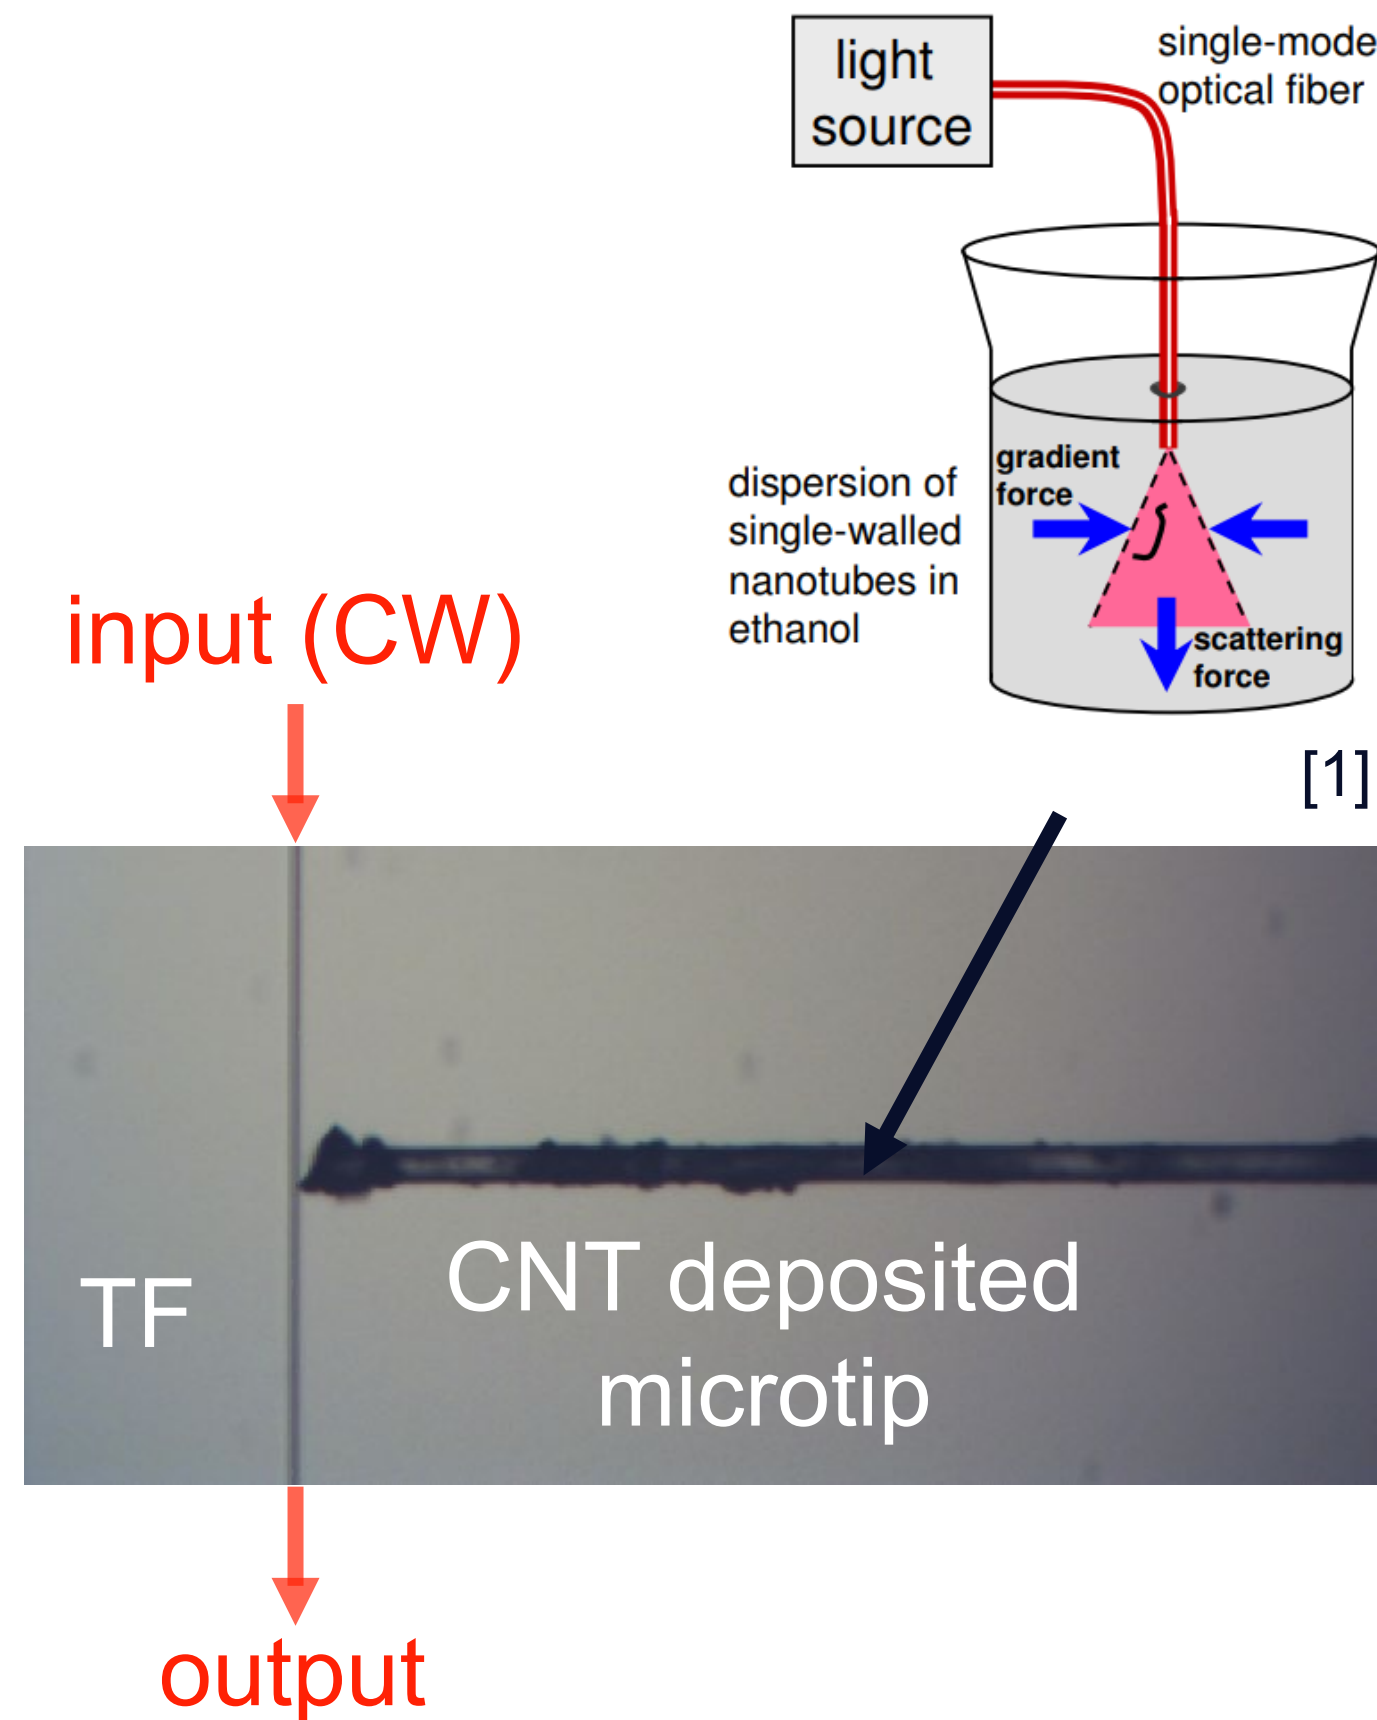 light
source
single-mode
optical fiber
gradient
force
dispersion of
single-walled
nanotubes in
ethanol
scattering
force
[1]
input (CW)
TF
CNT deposited
microtip
output